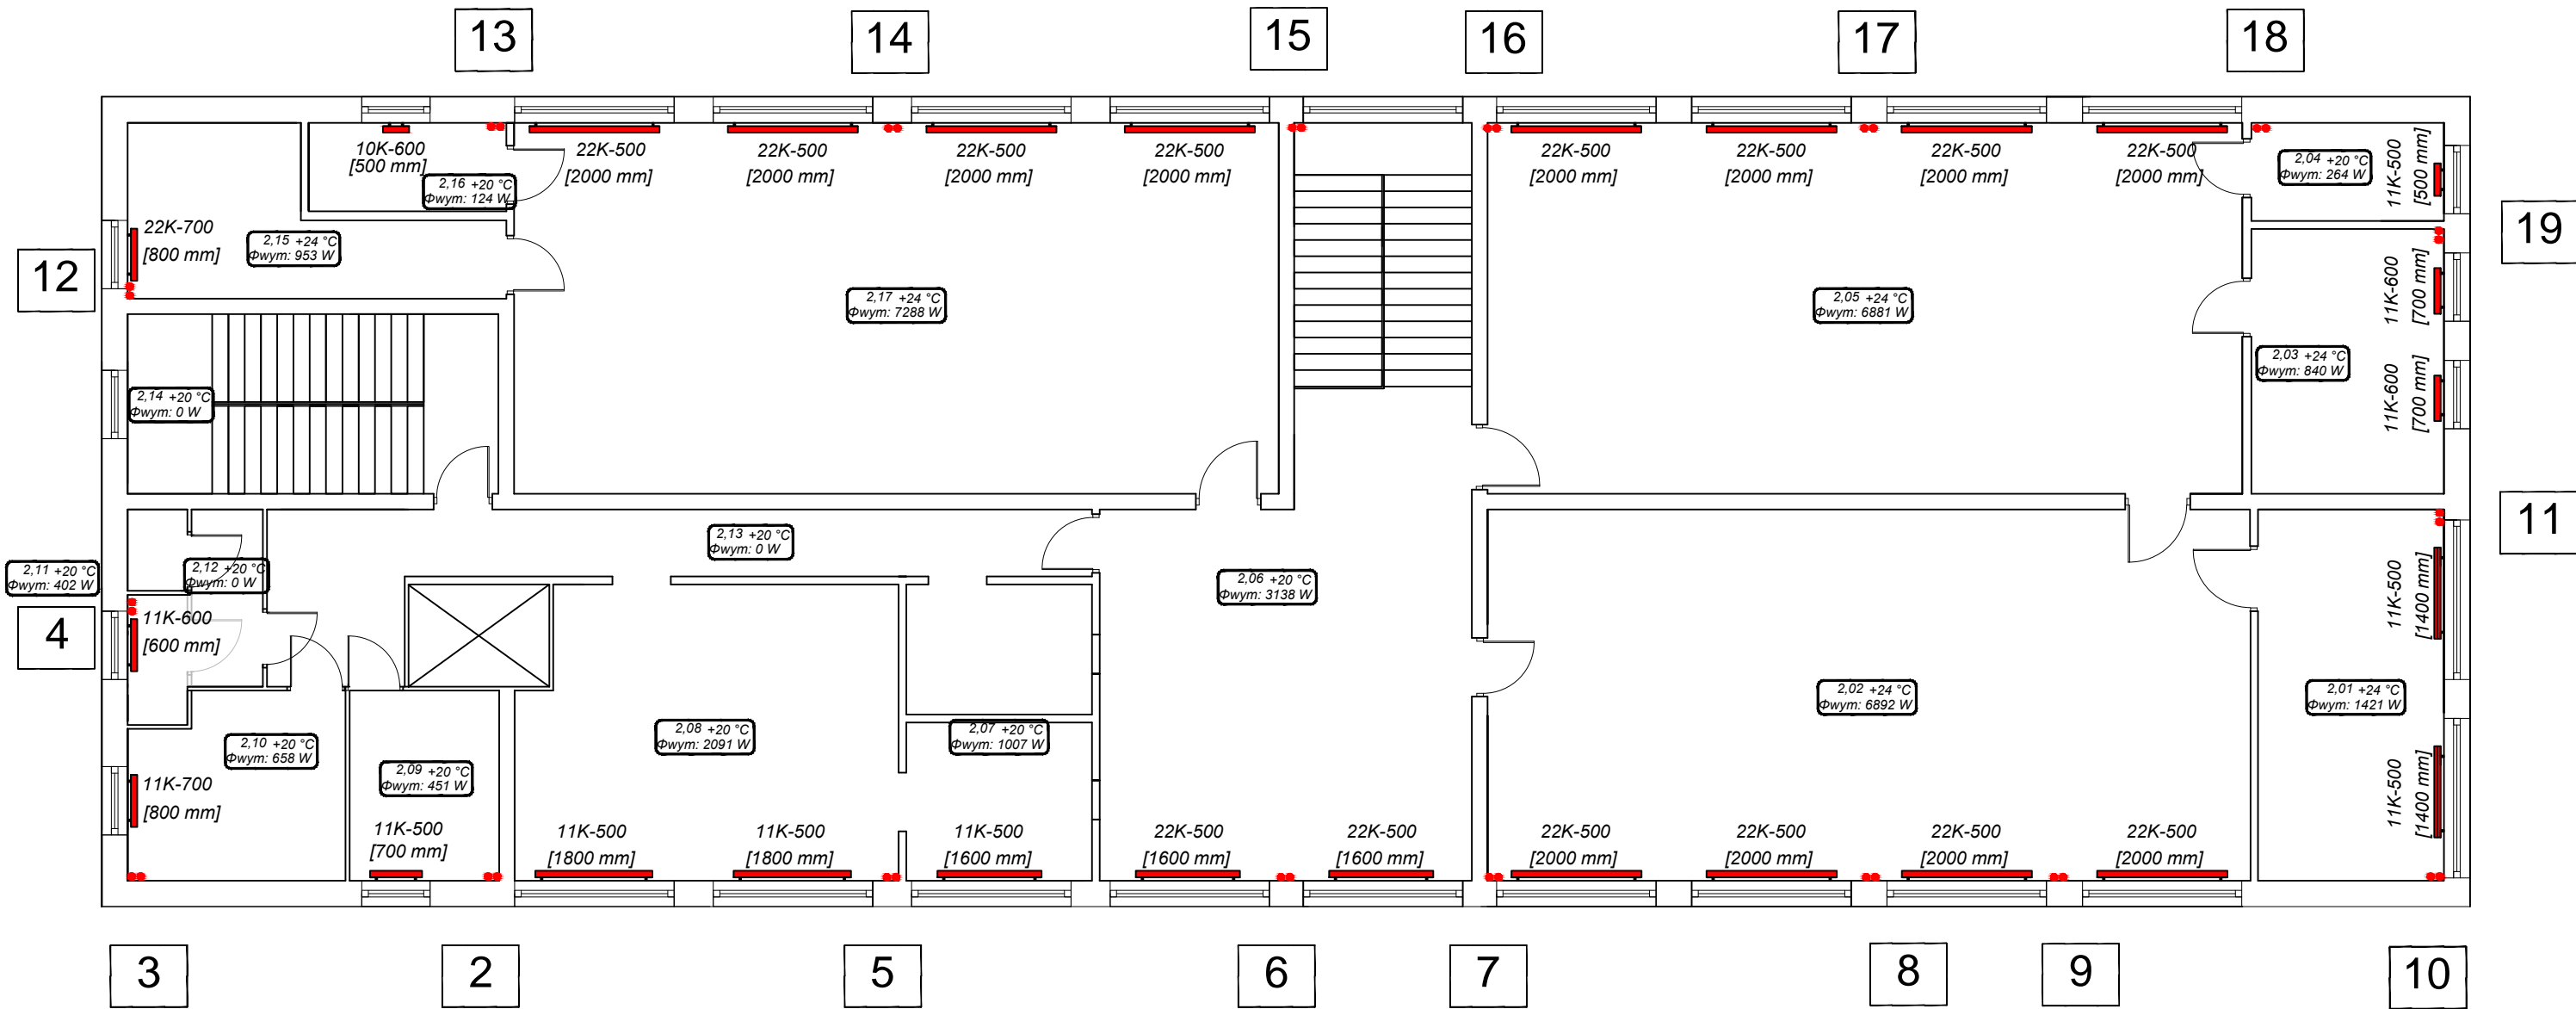 13
14
15
16
17
18
10K-600
[500 mm]
22K-500
[2000 mm]
22K-500
[2000 mm]
22K-500
[2000 mm]
22K-500
[2000 mm]
22K-500
[2000 mm]
22K-500
[2000 mm]
22K-500
[2000 mm]
22K-500
[2000 mm]
2,04 +20 °C
Φwym: 264 W
11K-500
[500 mm]
2,16 +20 °C
Φwym: 124 W
22K-700
[800 mm]
2,15 +24 °C
Φwym: 953 W
19
12
2,17 +24 °C
Φwym: 7288 W
2,05 +24 °C
Φwym: 6881 W
11K-600
[700 mm]
2,03 +24 °C
Φwym: 840 W
11K-600
[700 mm]
2,14 +20 °C
Φwym: 0 W
11
2,13 +20 °C
Φwym: 0 W
2,11 +20 °C
Φwym: 402 W
2,12 +20 °C
Φwym: 0 W
2,06 +20 °C
Φwym: 3138 W
11K-500
[1400 mm]
4
11K-600
[600 mm]
2,02 +24 °C
Φwym: 6892 W
2,01 +24 °C
Φwym: 1421 W
2,10 +20 °C
Φwym: 658 W
2,08 +20 °C
Φwym: 2091 W
2,07 +20 °C
Φwym: 1007 W
2,09 +20 °C
Φwym: 451 W
11K-700
[800 mm]
11K-500
[1400 mm]
11K-500
[700 mm]
11K-500
[1800 mm]
11K-500
[1800 mm]
11K-500
[1600 mm]
22K-500
[1600 mm]
22K-500
[1600 mm]
22K-500
[2000 mm]
22K-500
[2000 mm]
22K-500
[2000 mm]
22K-500
[2000 mm]
3
2
5
6
7
8
9
10